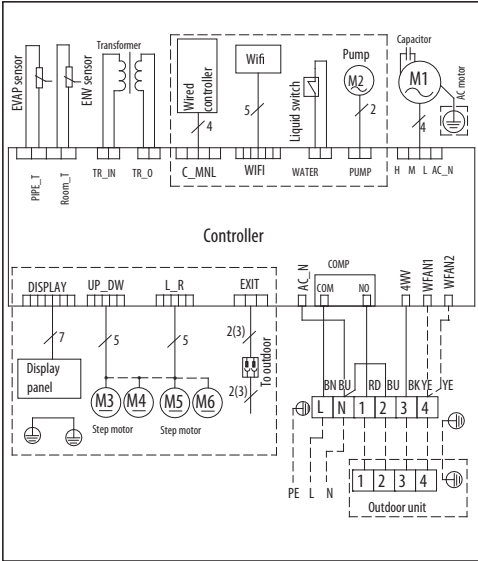 EVAP sensor
ENV sensor
Transformer
Wired
controller
4
Wifi
5
Liquid switch
Pump
M2
2
Capacitor
M1
AC motor
4
PIPE_T
Room_T
TR_IN
TR_O
C_MNL
WIFI
WATER
PUMP
H M L AC_N
Controller
DISPLAY
UP_DW
L_R
EXIT
AC_N
COMP
COM
NO
4WV
WFAN1
WFAN2
7
5
5
2(3)
Display
panel
To outdoor
2(3)
M3
M4
M5
M6
Step motor
Step motor
BN
BU
RD
BU
BK
YE
YE
L N 1 2 3 4
PE L N
1 2 3 4
Outdoor unit